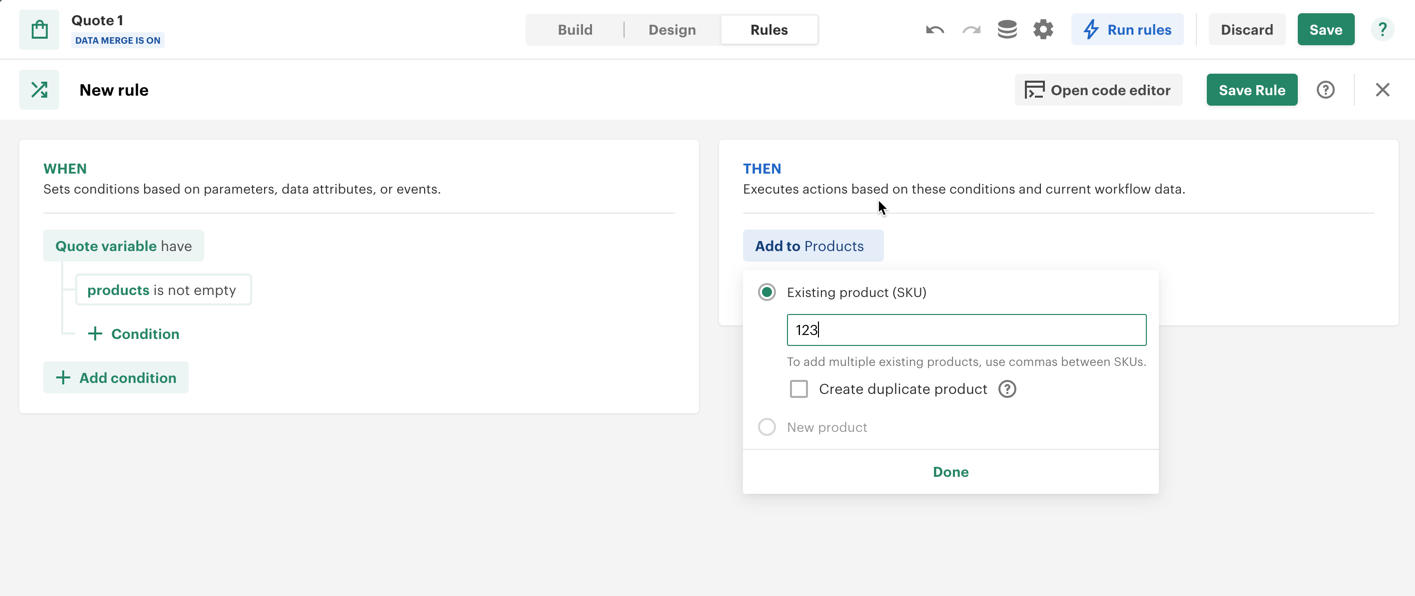 Quote 1
DATA MERGE IS ON
Build
Design
Rules
Run rules
Discard
Save
?
New rule
Open code editor
Save Rule
?
WHEN
Sets conditions based on parameters, data attributes, or events.
Quote variable have
products is not empty
+ Condition
+ Add condition
THEN
Executes actions based on these conditions and current workflow data.
Add to Products
Existing product (SKU)
123
To add multiple existing products, use commas between SKUs.
Create duplicate product ?
New product
Done